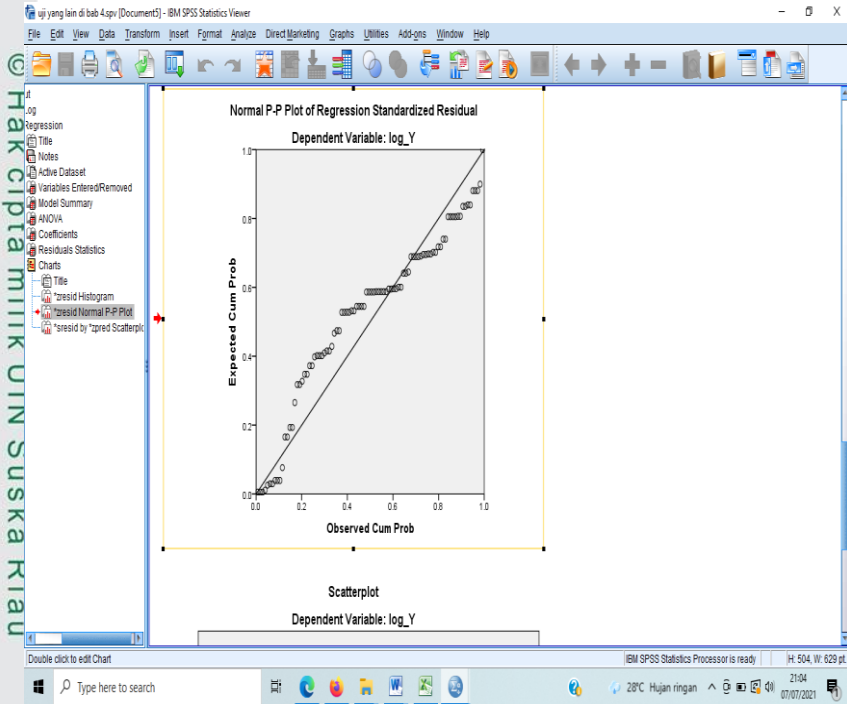 uji yang lain di bab 4.spv [Document5] - IBM SPSS Statistics Viewer
File Edit View Data Transform Insert Format Analyze Direct Marketing Graphs Utilities Add-ons Window Help
© Hak cipta milik UIN Suska Riau
ut
Log
Regression
Title
Notes
Active Dataset
Variables Entered/Removed
Model Summary
ANOVA
Coefficients
Residuals Statistics
Charts
Title
*zresid Histogram
*zresid Normal P-P Plot
*sresid by *zpred Scatterplo
Normal P-P Plot of Regression Standardized Residual
Dependent Variable: log_Y
Expected Cum Prob
1.0
0.8
0.6
0.4
0.2
0.0
0.0 0.2 0.4 0.6 0.8 1.0
Observed Cum Prob
Scatterplot
Dependent Variable: log_Y
Double click to edit Chart
IBM SPSS Statistics Processor is ready
H: 504, W: 629 pt.
Type here to search
28°C Hujan ringan
21:04
07/07/2021